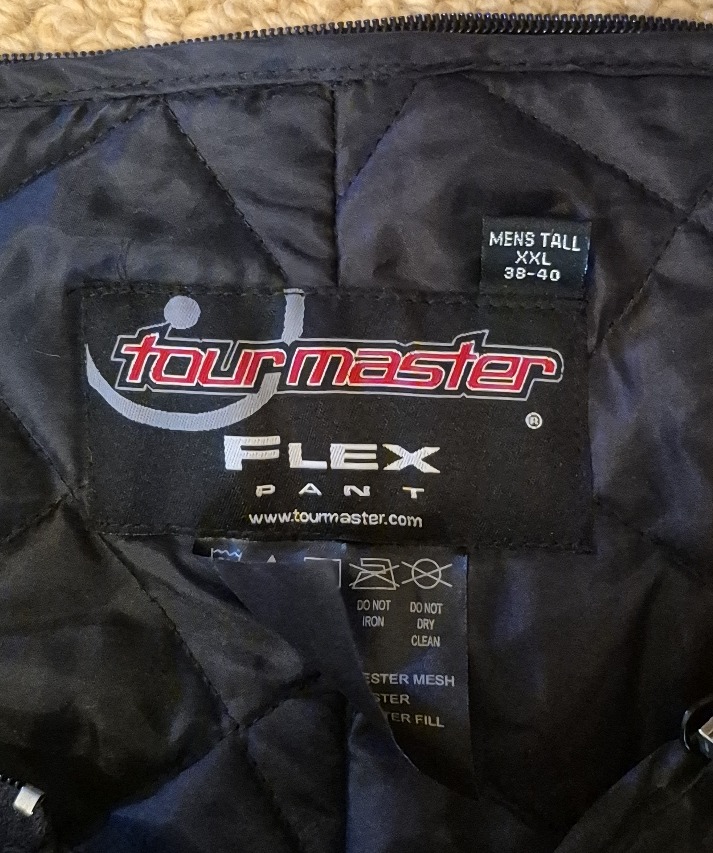 MENS TALL
XXL
38-40
tourmaster
®
FLEX
PANT
www.tourmaster.com
DO NOT
IRON
DO NOT
DRY
CLEAN
ESTER MESH
STER
TER FILL